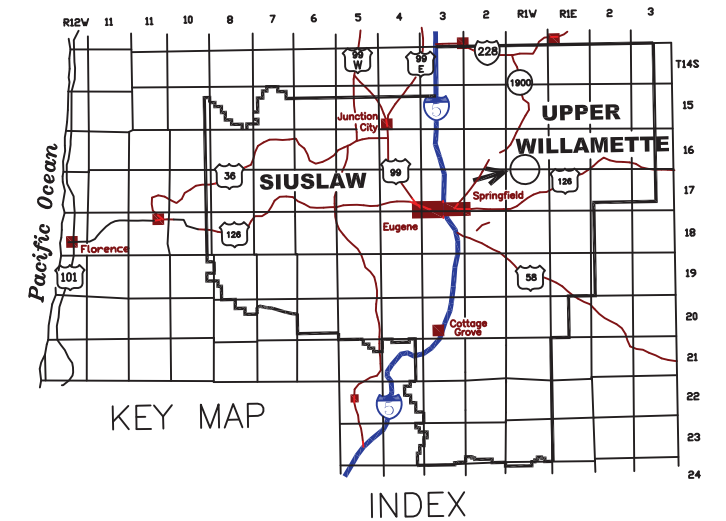 R12W 11 11 10 8 7 6 5 4 3 2 R1W R1E 2 3
T14S
99
W
99
E
228
1900
15
5
UPPER
Junction
City
16
WILLAMETTE
36
SIUSLAW
99
126
17
Springfield
Pacific Ocean
126
Eugene
18
Florence
101
58
19
20
Cottage
Grove
21
22
5
KEY MAP
23
24
INDEX